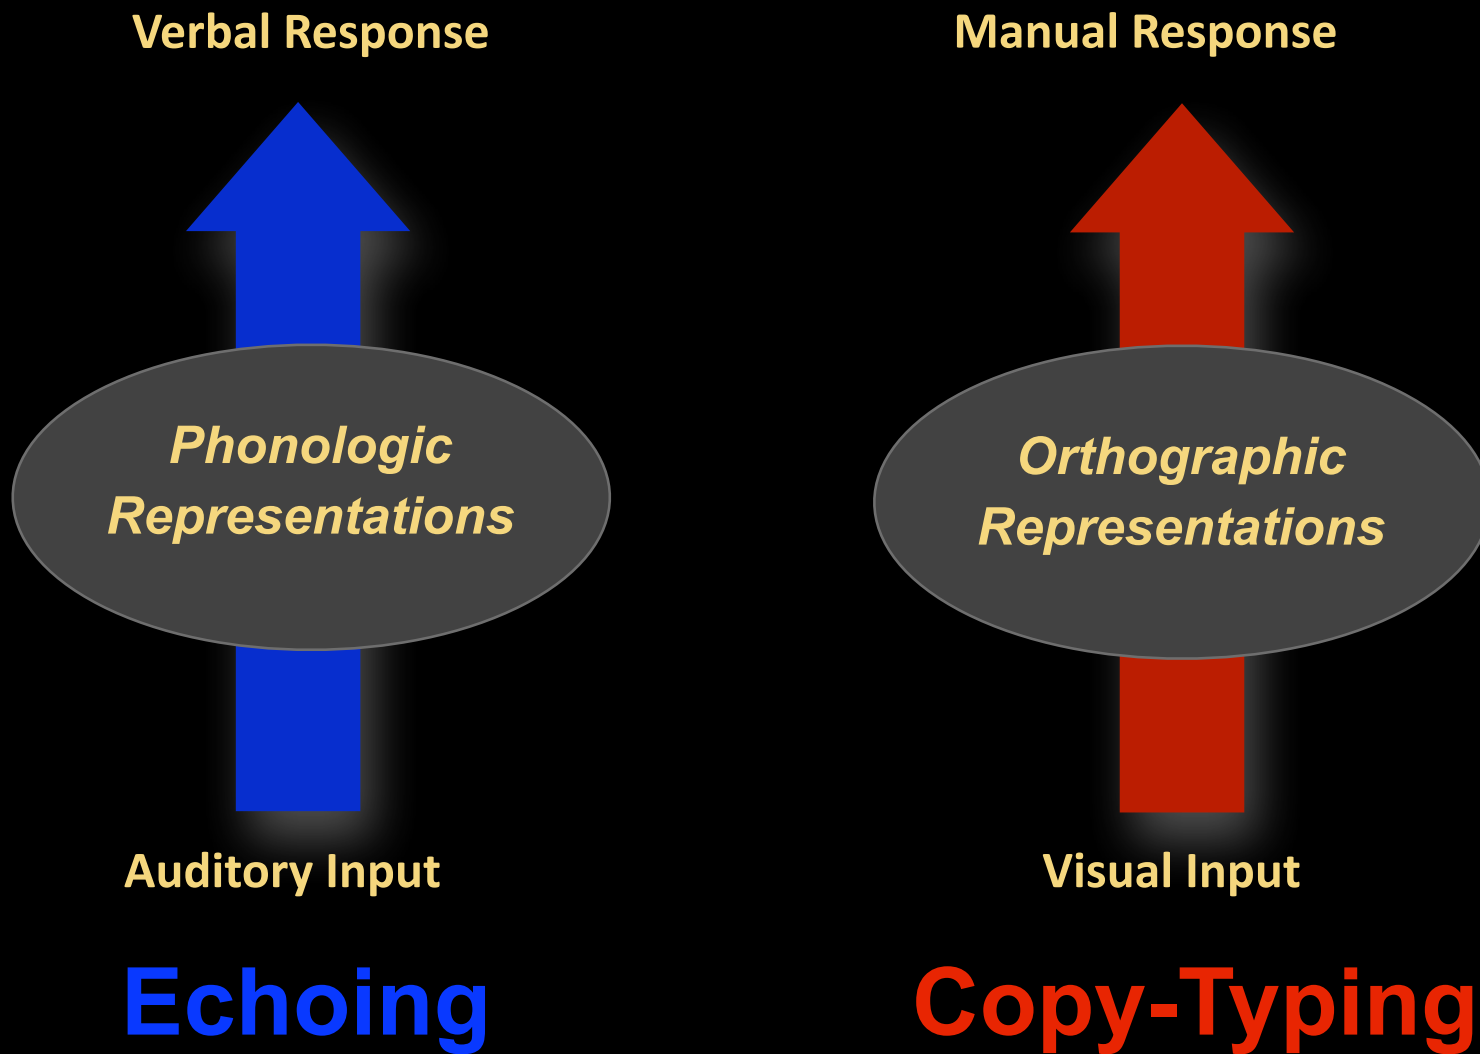 Verbal Response
Phonologic
Representations
Auditory Input
Echoing
Manual Response
Orthographic
Representations
Visual Input
Copy-Typing